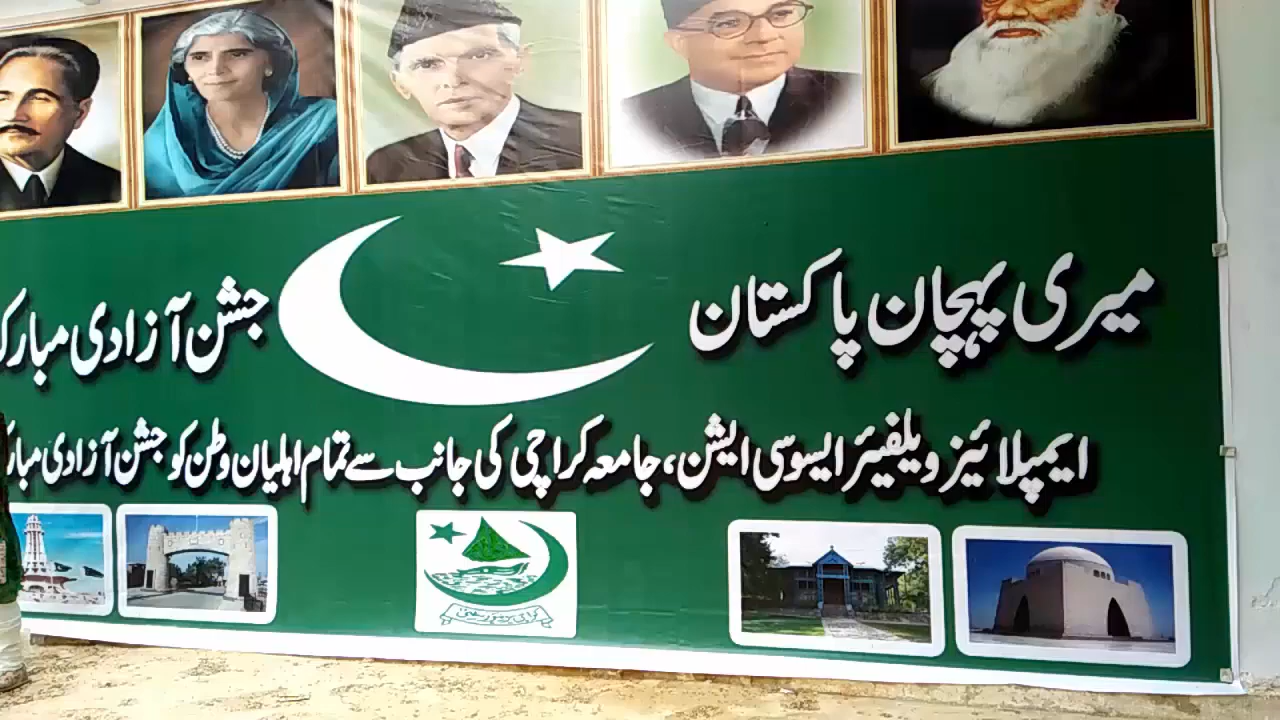 میری پہچان پاکستان
جشن آزادی مبارک
ایمپلائیز ویلفیئر ایسوسی ایشن، جامعہ کراچی کی جانب سے تمام اہلیان وطن کو جشن آزادی مبارک